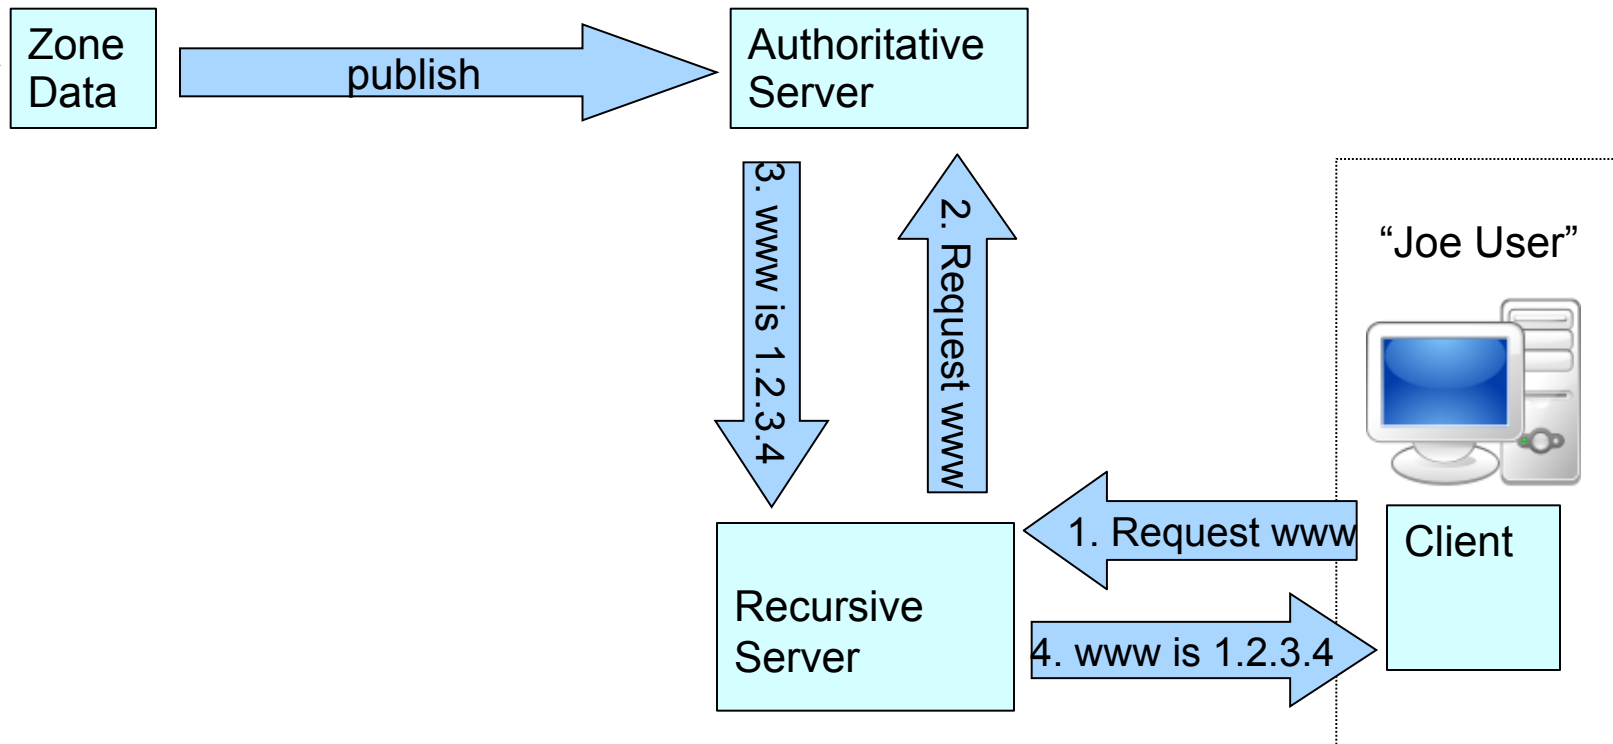 Zone
Data
publish
Authoritative
Server
3. www is 1.2.3.4
2. Request www
“Joe User”
1. Request www
Client
Recursive
Server
4. www is 1.2.3.4